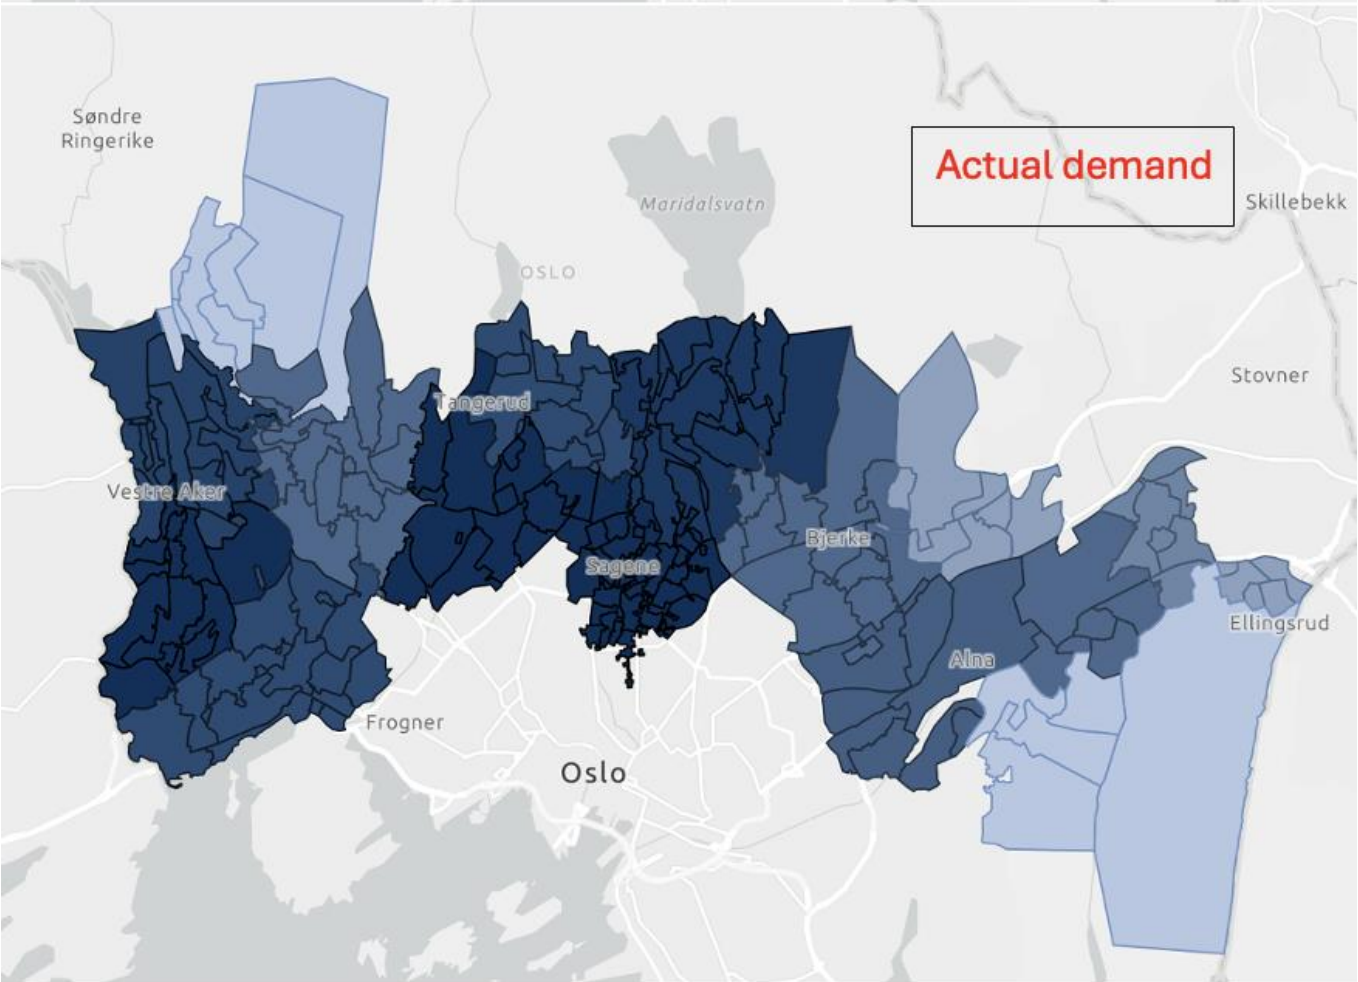 Søndre
Ringerike
Actual demand
Maridalsvatn
Skillebekk
OSLO
Stovner
Tangerud
Vestre Aker
Bjerke
Sagene
Ellingsrud
Alna
Frogner
Oslo